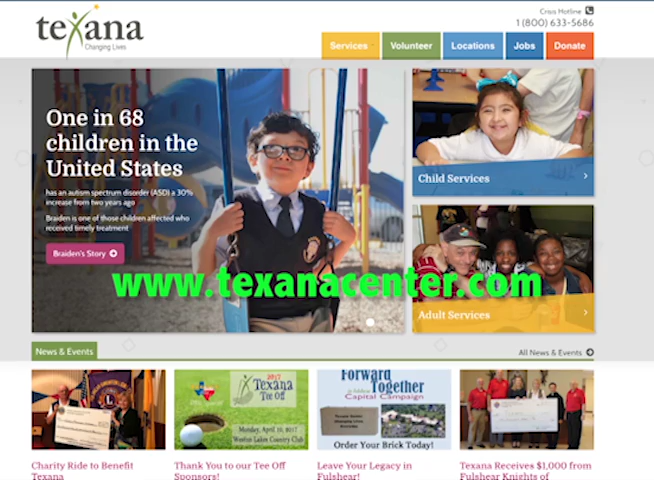 texana
Changing Lives
Crisis Hotline
1 (800) 633-5686
Services
Volunteer
Locations
Jobs
Donate
One in 68
children in the
United States
has an autism spectrum disorder (ASD) a 30%
increase from two years ago
Braiden is one of those children affected who
received timely treatment
Braiden's Story
Child Services
Adult Services
www.texanacenter.com
News & Events
All News & Events
2017
Texana
Tee Off
Monday, April 10, 2017
Weston Lakes Country Club
Forward
Together
Capital Campaign
Order Your Brick Today!
Charity Ride to Benefit
Texana
Thank You to our Tee Off
Sponsors!
Leave Your Legacy in
Fulshear!
Texana Receives $1,000 from
Fulshear Knights of